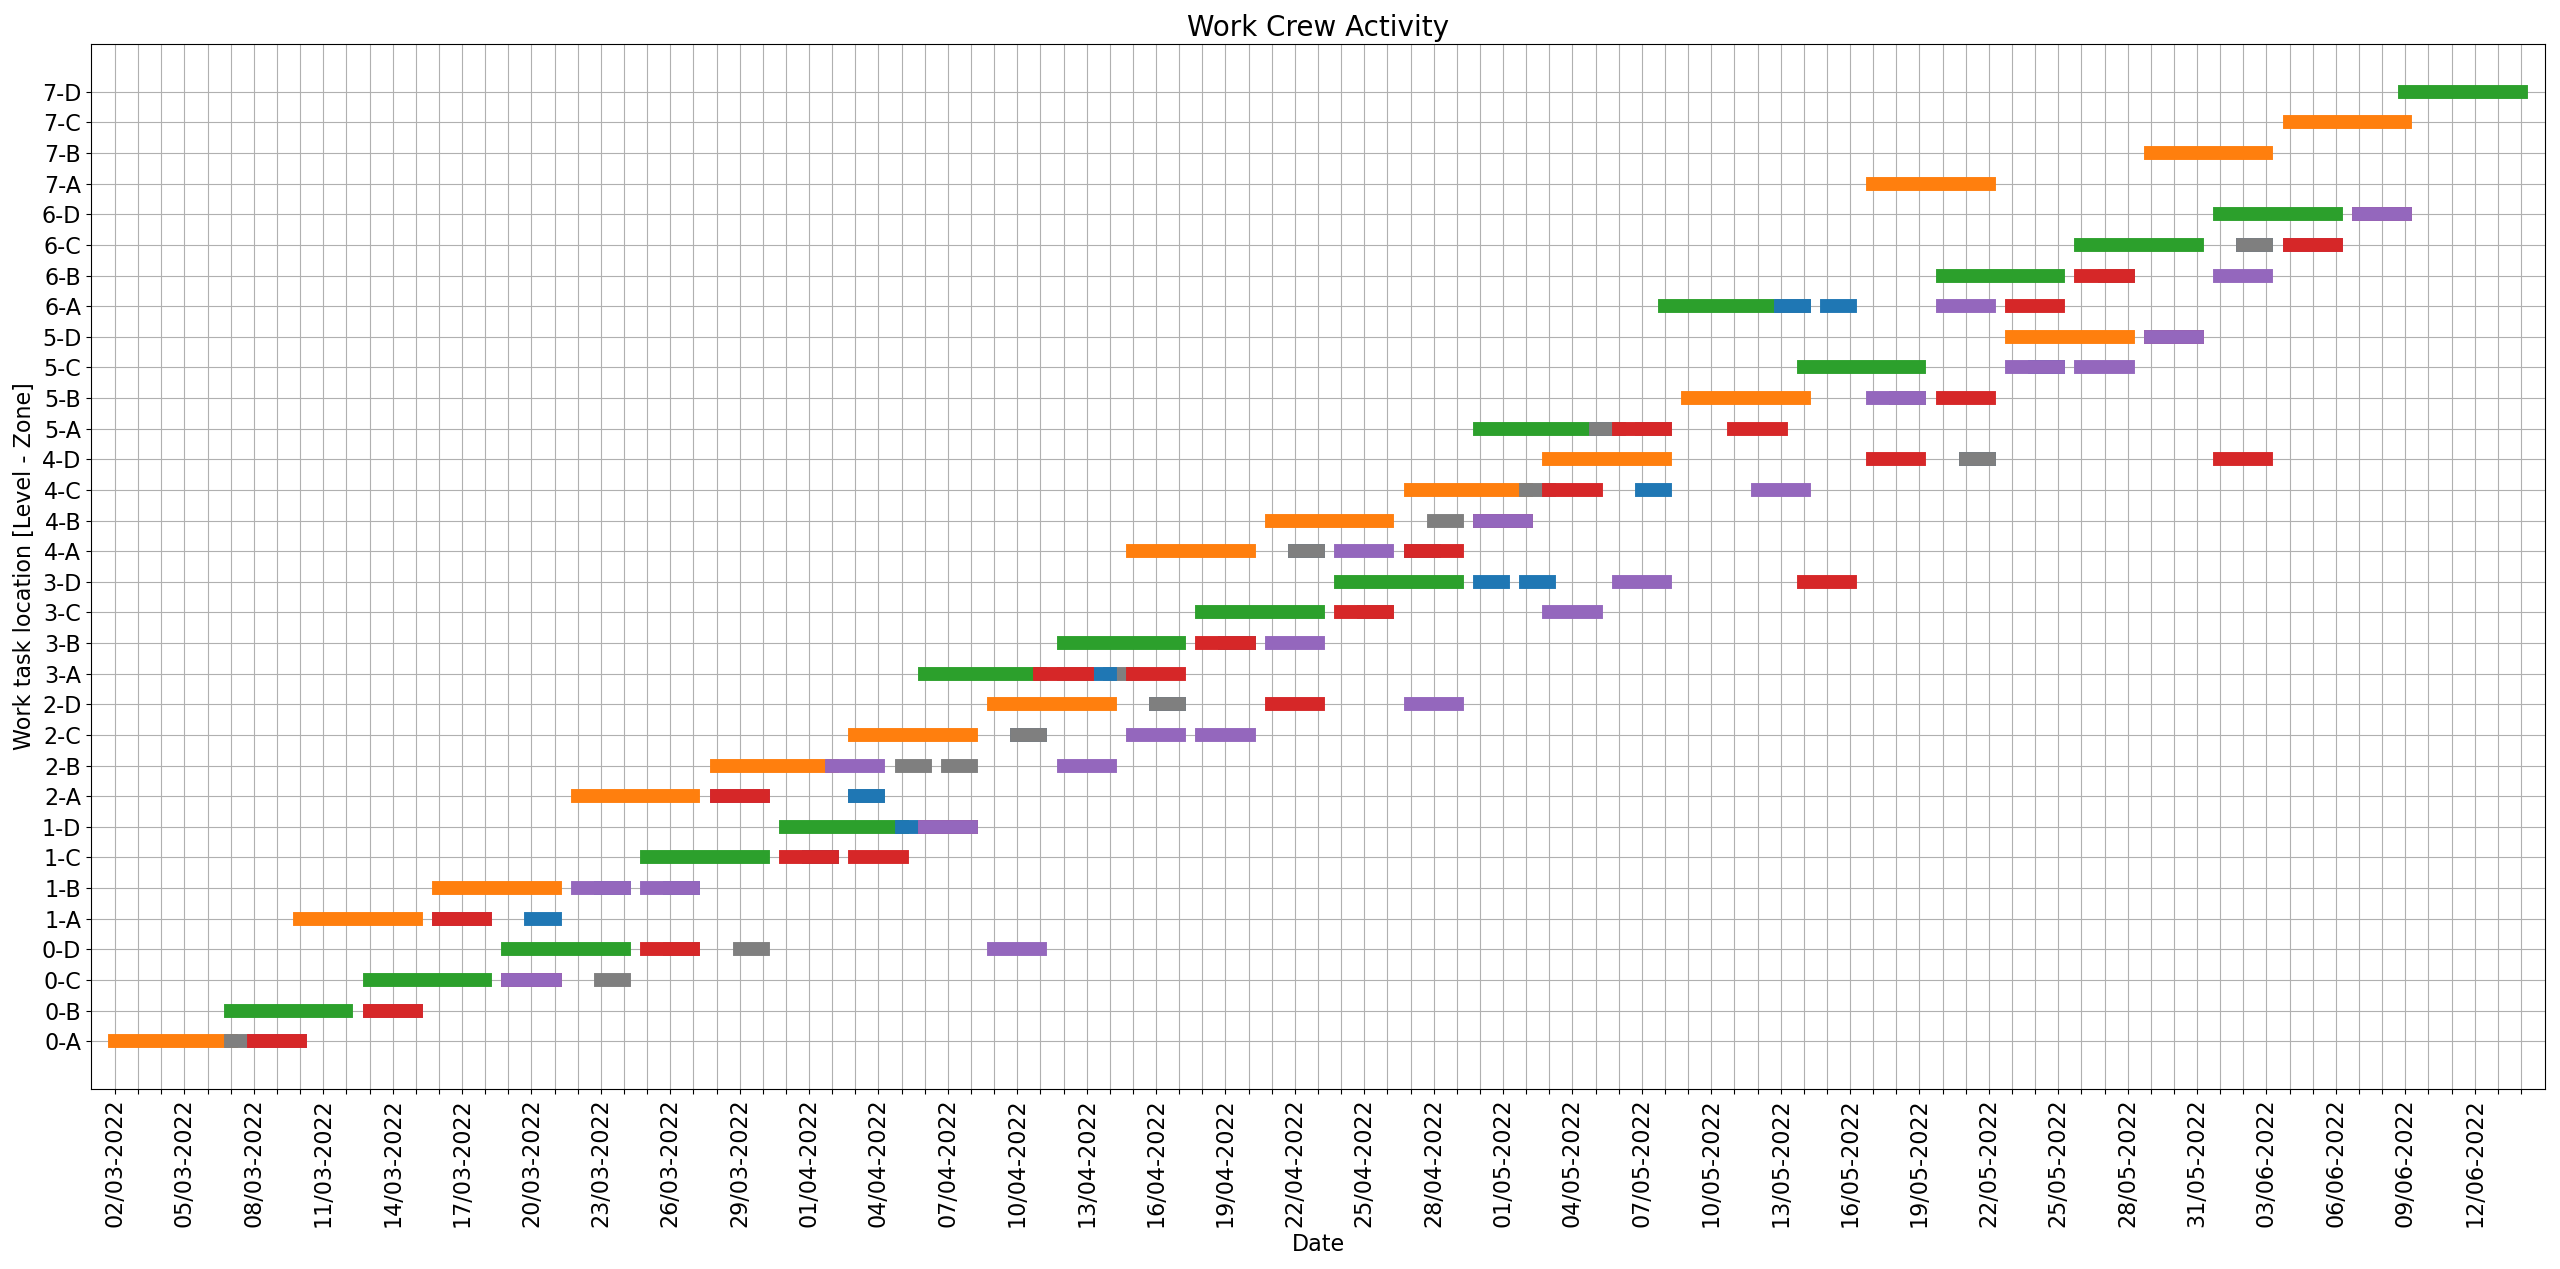 Work Crew Activity
Work task location [Level - Zone]
7-D
7-C
7-B
7-A
6-D
6-C
6-B
6-A
5-D
5-C
5-B
5-A
4-D
4-C
4-B
4-A
3-D
3-C
3-B
3-A
2-D
2-C
2-B
2-A
1-D
1-C
1-B
1-A
0-D
0-C
0-B
0-A
02/03-2022
05/03-2022
08/03-2022
11/03-2022
14/03-2022
17/03-2022
20/03-2022
23/03-2022
26/03-2022
29/03-2022
01/04-2022
04/04-2022
07/04-2022
10/04-2022
13/04-2022
16/04-2022
19/04-2022
22/04-2022
25/04-2022
28/04-2022
01/05-2022
04/05-2022
07/05-2022
10/05-2022
13/05-2022
16/05-2022
19/05-2022
22/05-2022
25/05-2022
28/05-2022
31/05-2022
03/06-2022
06/06-2022
09/06-2022
12/06-2022
Date